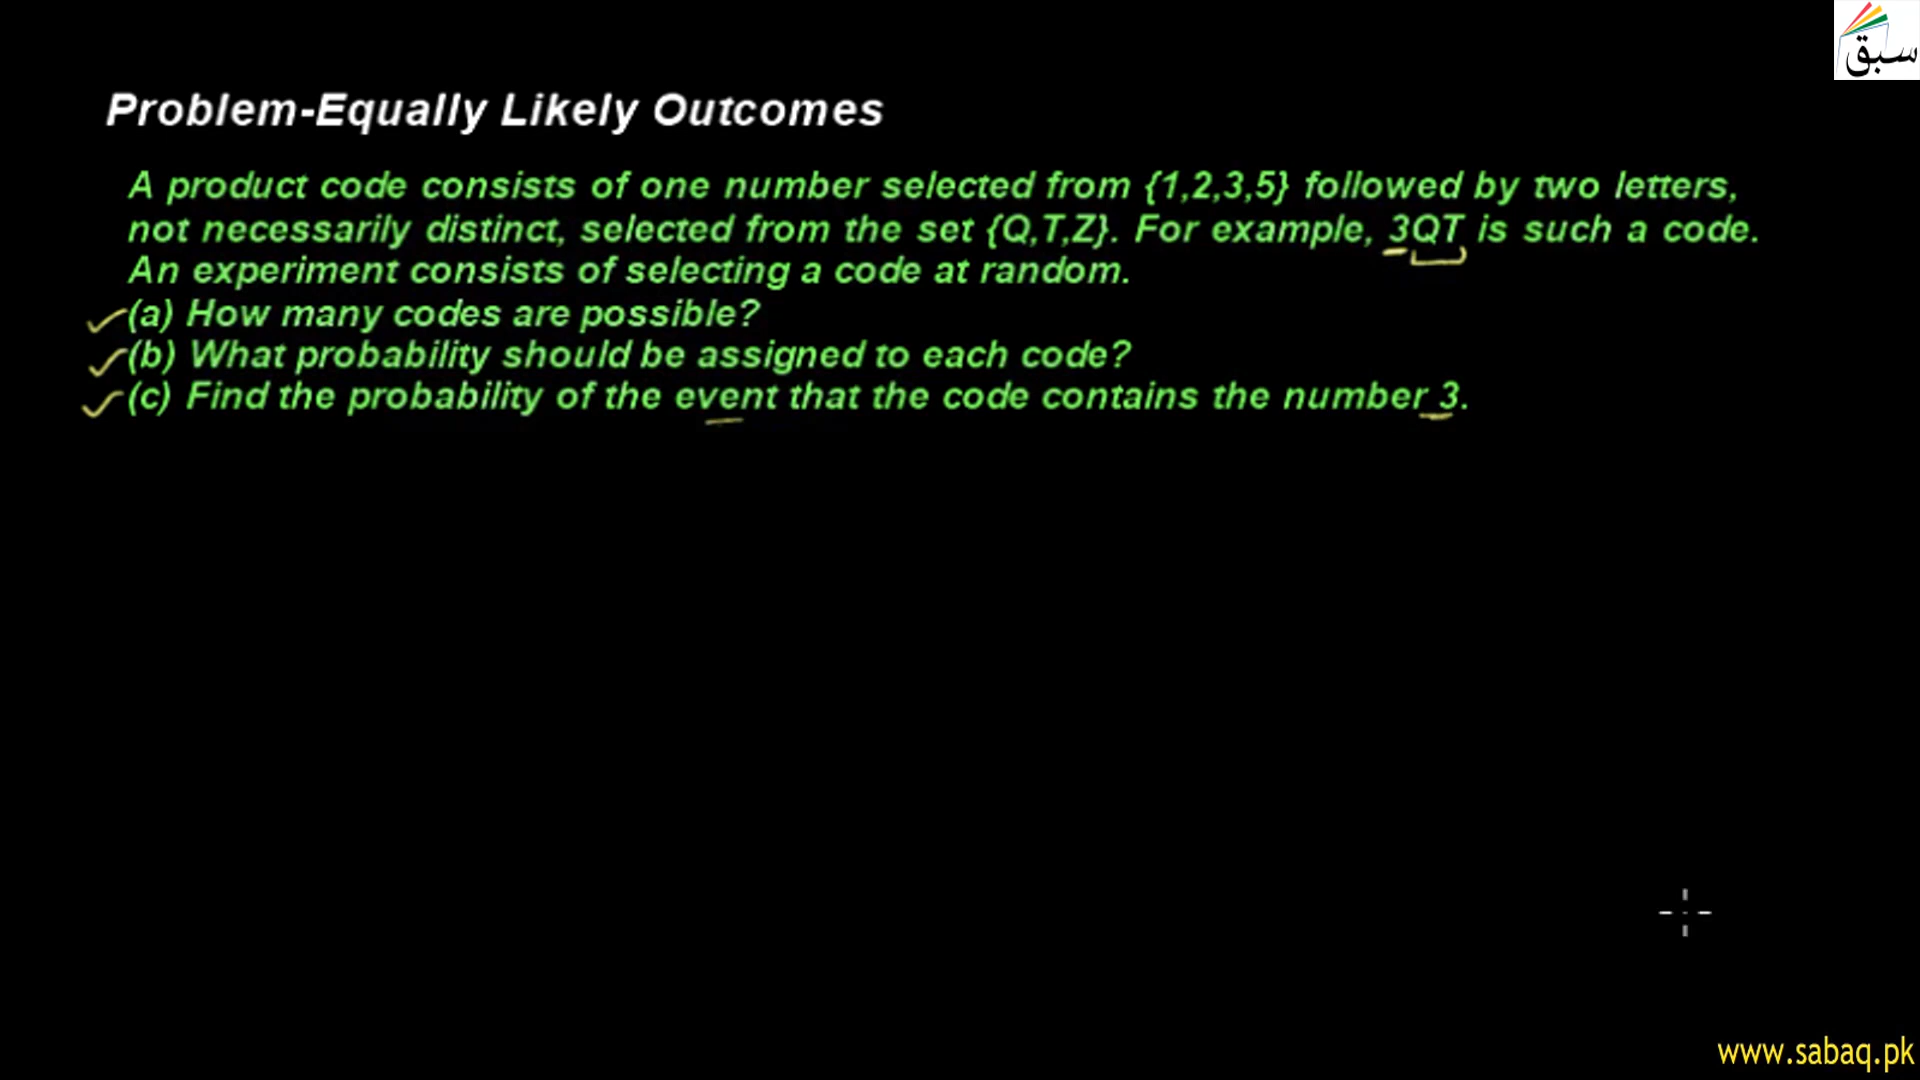 سبق
Problem-Equally Likely Outcomes
A product code consists of one number selected from {1,2,3,5} followed by two letters,
not necessarily distinct, selected from the set {Q,T,Z}. For example, 3QT is such a code.
An experiment consists of selecting a code at random.
(a) How many codes are possible?
(b) What probability should be assigned to each code?
(c) Find the probability of the event that the code contains the number 3.
www.sabaq.pk